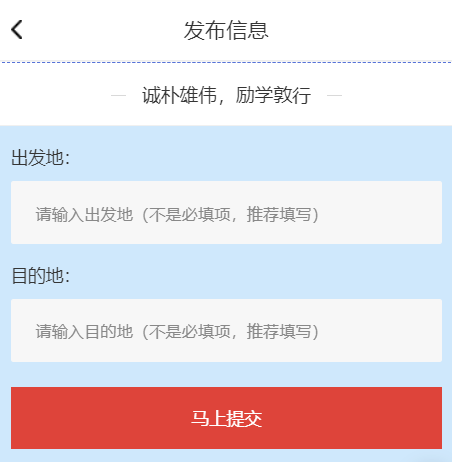 发布信息
诚朴雄伟，励学敦行
出发地：
请输入出发地（不是必填项，推荐填写）
目的地：
请输入目的地（不是必填项，推荐填写）
马上提交